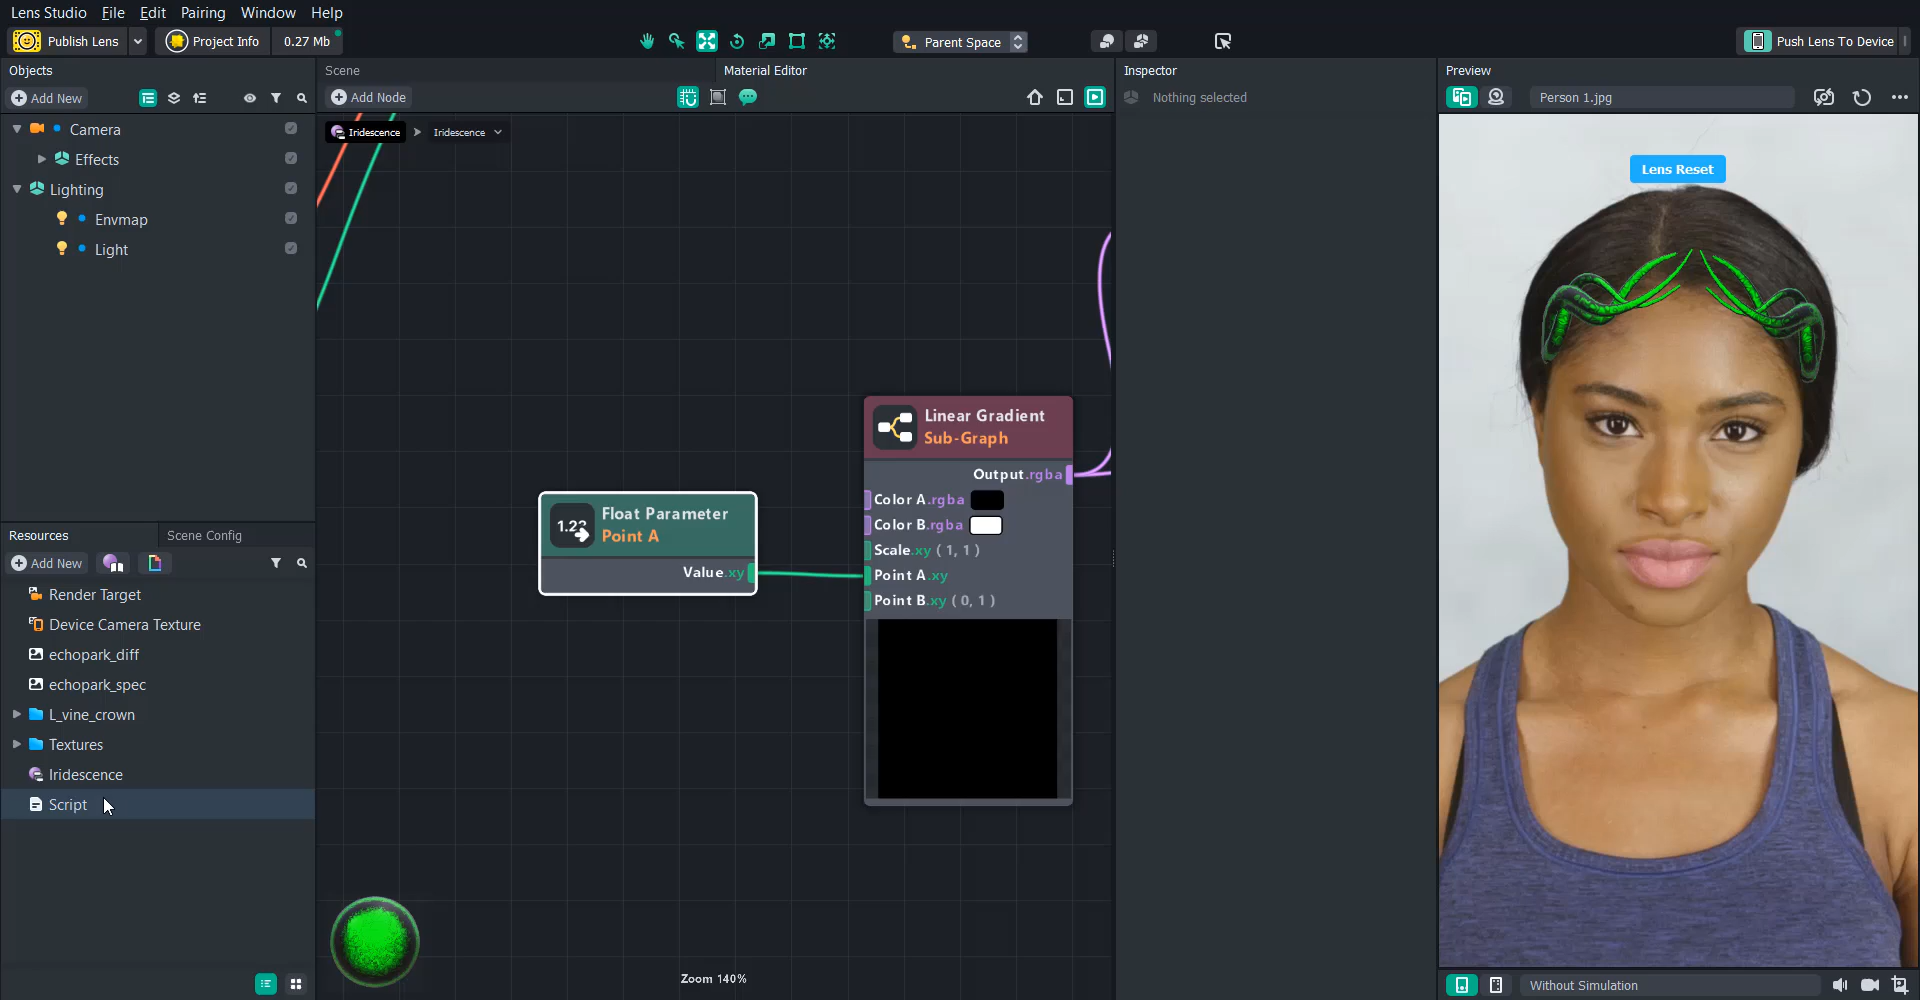 Lens Studio File Edit Pairing Window Help
Publish Lens Project Info 0.27 Mb Parent Space Push Lens To Device
Objects
Add New
Camera
Effects
Lighting
Envmap
Light
Resources Scene Config
Add New
Render Target
Device Camera Texture
echopark_diff
echopark_spec
L_vine_crown
Textures
Iridescence
Script
Scene Material Editor
Add Node
Iridescence > Iridescence
1.23 Float Parameter
Point A
Value.xy
Linear Gradient
Sub-Graph
Output.rgba
Color A.rgba
Color B.rgba
Scale.xy ( 1, 1 )
Point A.xy
Point B.xy ( 0, 1 )
Zoom 140%
Inspector
Nothing selected
Preview
Person 1.jpg
Lens Reset
Without Simulation